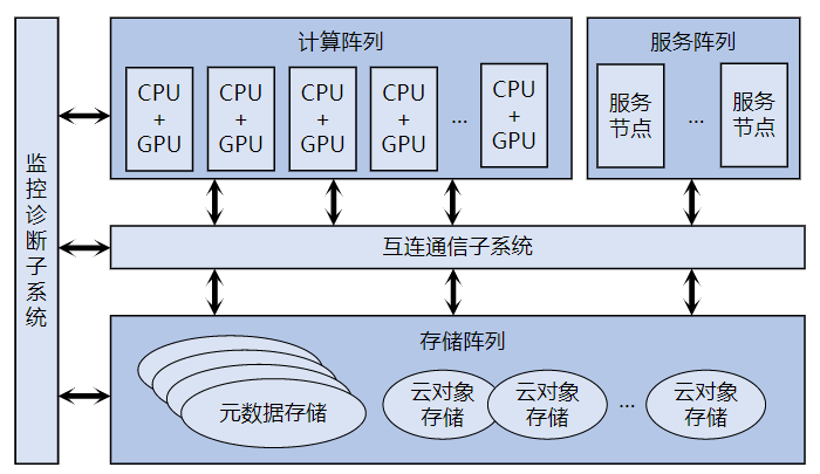 监控诊断子系统
计算阵列
CPU
+
GPU
CPU
+
GPU
CPU
+
GPU
CPU
+
GPU
...
CPU
+
GPU
服务阵列
服务
节点
...
服务
节点
互连通信子系统
存储阵列
元数据存储
云对象
存储
云对象
存储
...
云对象
存储